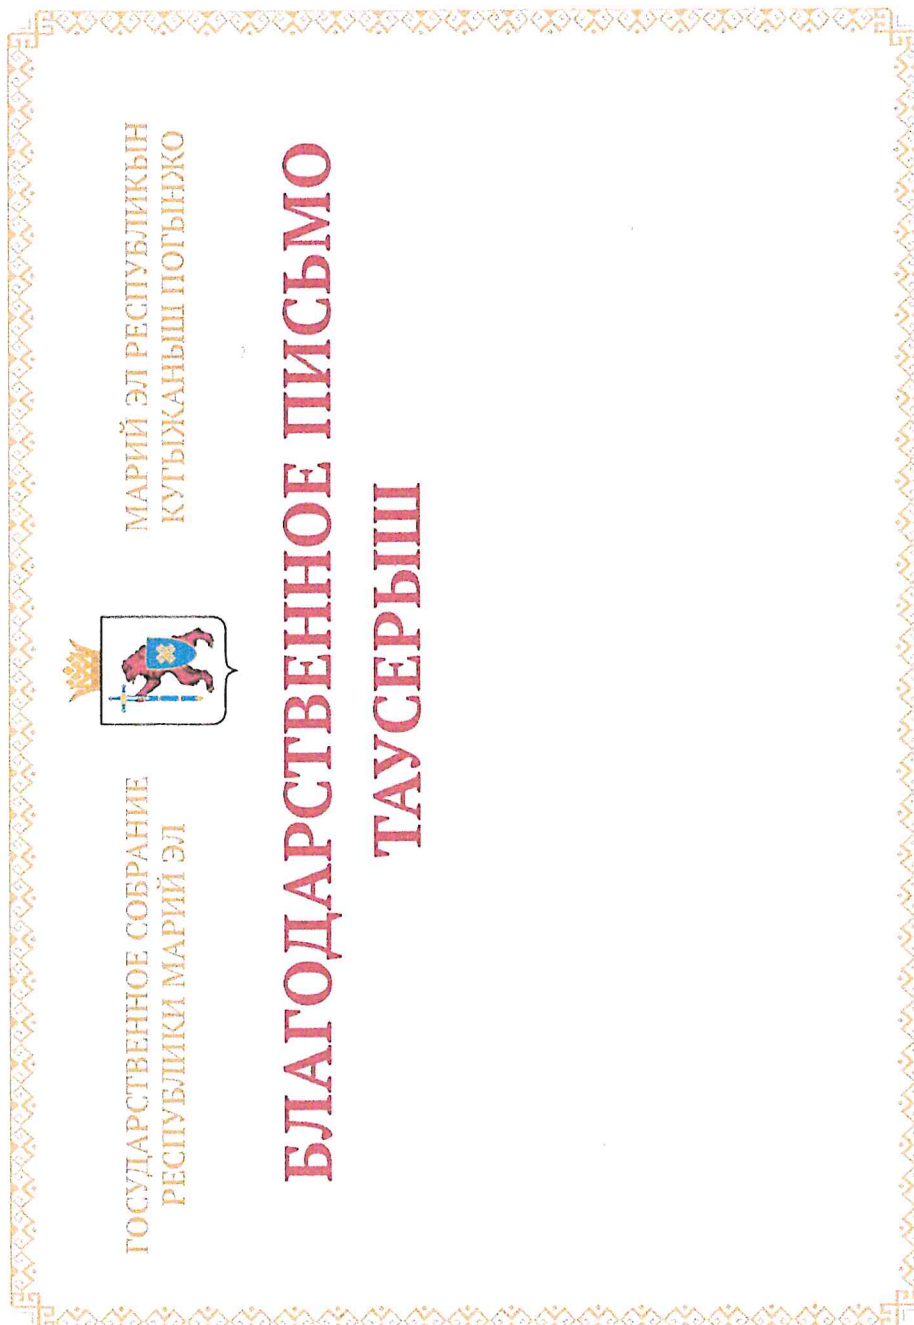 ГОСУДАРСТВЕННОЕ СОБРАНИЕ
РЕСПУБЛИКИ МАРИЙ ЭЛ
МАРИЙ ЭЛ РЕСПУБЛИКЫН
КУГЫЖАНЫШ ПОГЫНЖО
БЛАГОДАРСТВЕННОЕ ПИСЬМО
ТАУСЕРЫШ